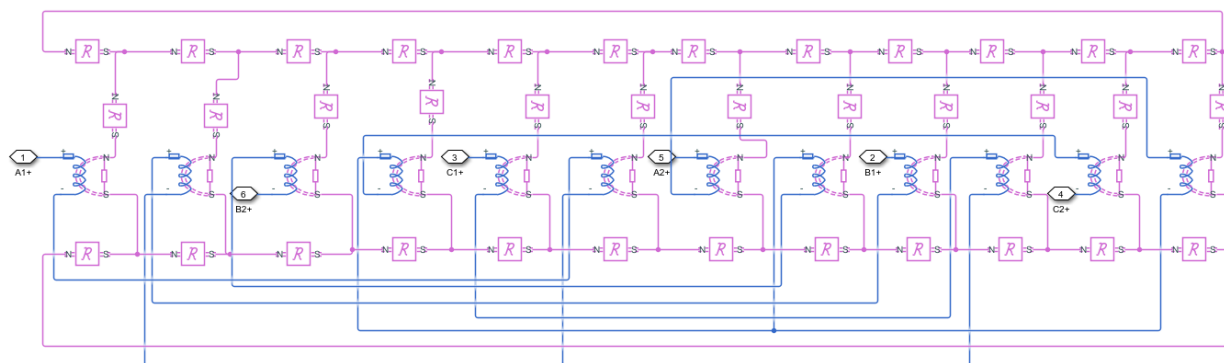 N R S N R S N R S N R S N R S N R S N R S N R S N R S N R S N R S N R S
N N N N N N N N N N N N
R R R R R R R R R R R
S S S S S S S S S S S
1 + N + N + N + N 3 + N + N 5 + N + N 2 + N + N + N + N
A1+ C1+ A2+ B1+
- S - S 6 - S - S - S - S - S - S - S - S 4 - S - S
B2+ C2+
N R S N R S N R S N R S N R S N R S N R S N R S N R S N R S N R S N R S